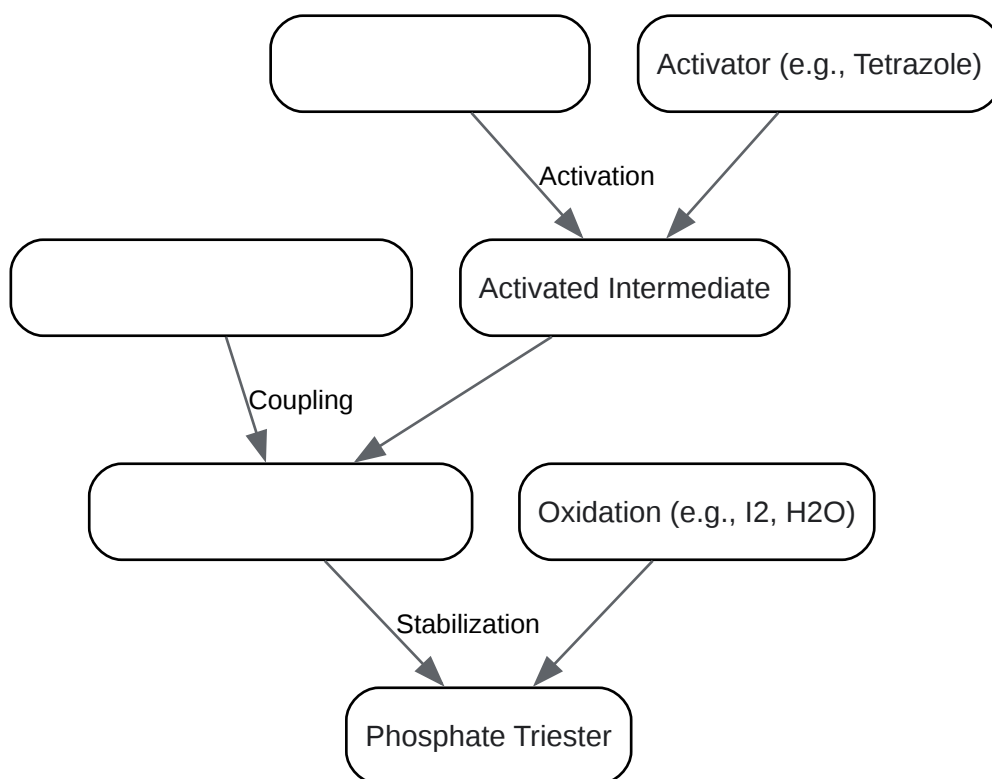 Activator (e.g., Tetrazole)
Activation
Activated Intermediate
Coupling
Oxidation (e.g., I2, H2O)
Stabilization
Phosphate Triester